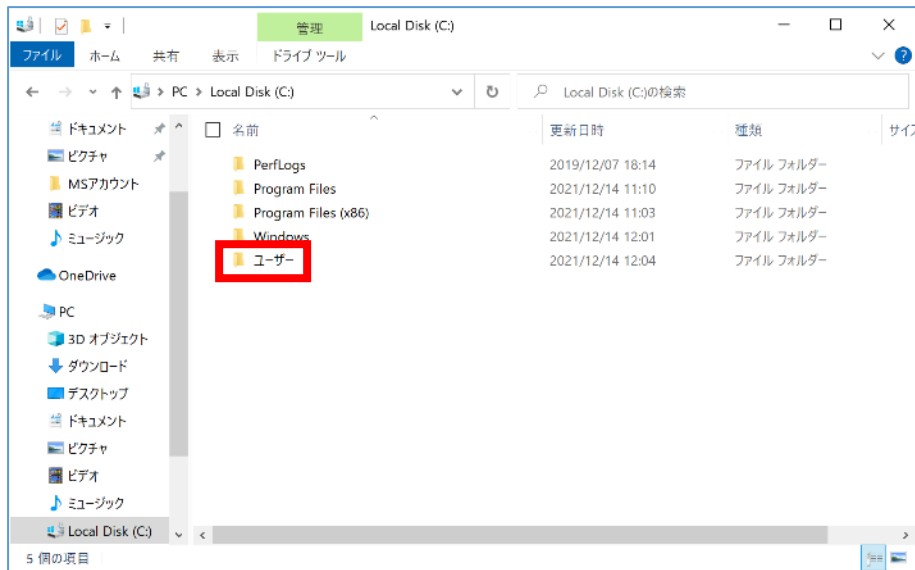 管理 Local Disk (C:)
ファイル ホーム 共有 表示 ドライブ ツール
PC > Local Disk (C:) Local Disk (C:)の検索
ドキュメント
ピクチャ
MSアカウント
ビデオ
ミュージック
OneDrive
PC
3D オブジェクト
ダウンロード
デスクトップ
ドキュメント
ピクチャ
ビデオ
ミュージック
Local Disk (C:)
名前 更新日時 種類 サイズ
PerfLogs 2019/12/07 18:14 ファイル フォルダー
Program Files 2021/12/14 11:10 ファイル フォルダー
Program Files (x86) 2021/12/14 11:03 ファイル フォルダー
Windows 2021/12/14 12:01 ファイル フォルダー
ユーザー 2021/12/14 12:04 ファイル フォルダー
5 個の項目